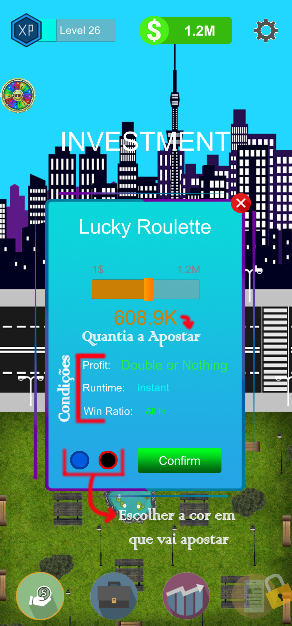 XP
Level 26
$
1.2M
INVESTMENT
Lucky Roulette
1$ 1.2M
608.9K
Quantia a Apostar
Condições
Profit: Double or Nothing
Runtime: Instant
Win Ratio:
Confirm
Escolher a cor em
que vai apostar